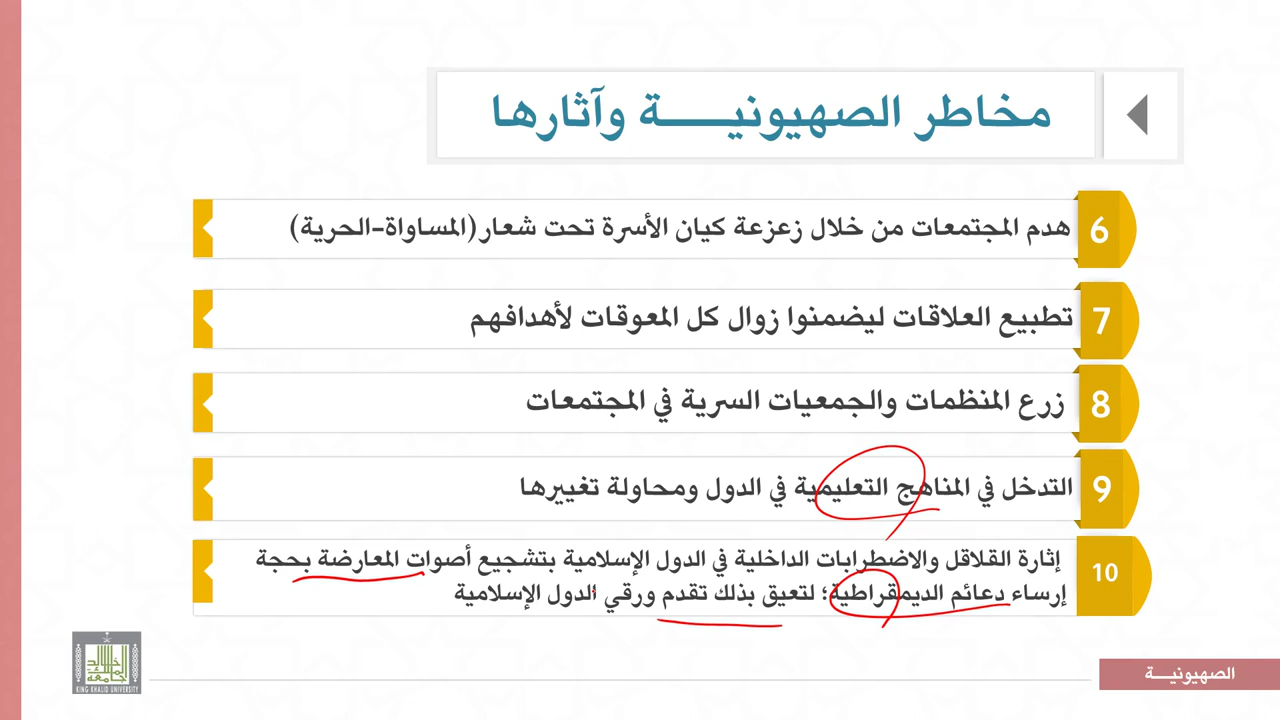 مخاطر الصهيونيـــــة وآثارها
6 هدم المجتمعات من خلال زعزعة كيان الأسرة تحت شعار(المساواة-الحرية)
7 تطبيع العلاقات ليضمنوا زوال كل المعوقات لأهدافهم
8 زرع المنظمات والجمعيات السرية في المجتمعات
9 التدخل في المناهج التعليمية في الدول ومحاولة تغييرها
10 إثارة القلاقل والاضطرابات الداخلية في الدول الإسلامية بتشجيع أصوات المعارضة بحجة
إرساء دعائم الديمقراطية؛ لتعيق بذلك تقدم ورقي الدول الإسلامية
KING KHALID UNIVERSITY
الصهيونيـــة